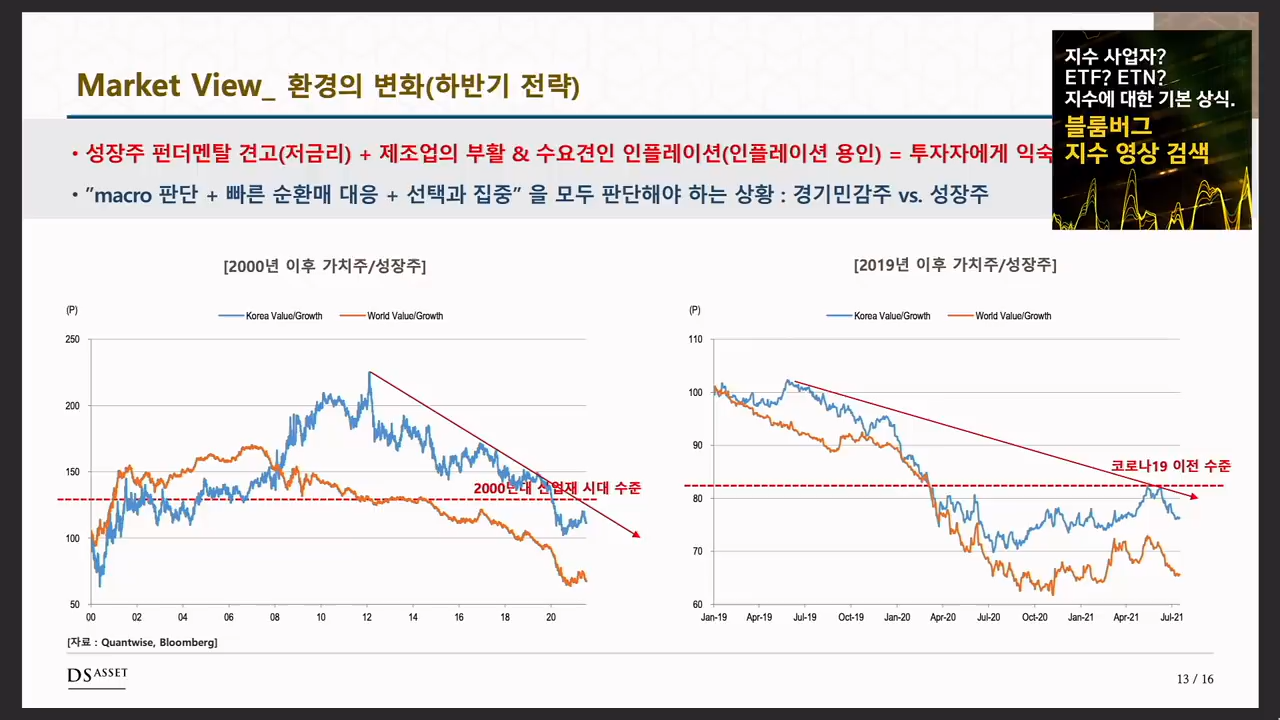 Market View_ 환경의 변화(하반기 전략)
지수 사업자?
ETF? ETN?
지수에 대한 기본 상식.
블룸버그
지수 영상 검색
• 성장주 펀더멘탈 견고(저금리) + 제조업의 부활 & 수요견인 인플레이션(인플레이션 용인) = 투자자에게 익숙
• ”macro 판단 + 빠른 순환매 대응 + 선택과 집중” 을 모두 판단해야 하는 상황 : 경기민감주 vs. 성장주
[2000년 이후 가치주/성장주]
(P)
Korea Value/Growth
World Value/Growth
250
200
150
100
50
2000년대 산업재 시대 수준
00 02 04 06 08 10 12 14 16 18 20
[2019년 이후 가치주/성장주]
(P)
Korea Value/Growth
World Value/Growth
110
100
90
80
70
60
코로나19 이전 수준
Jan-19 Apr-19 Jul-19 Oct-19 Jan-20 Apr-20 Jul-20 Oct-20 Jan-21 Apr-21 Jul-21
[자료 : Quantwise, Bloomberg]
DS ASSET
13 / 16